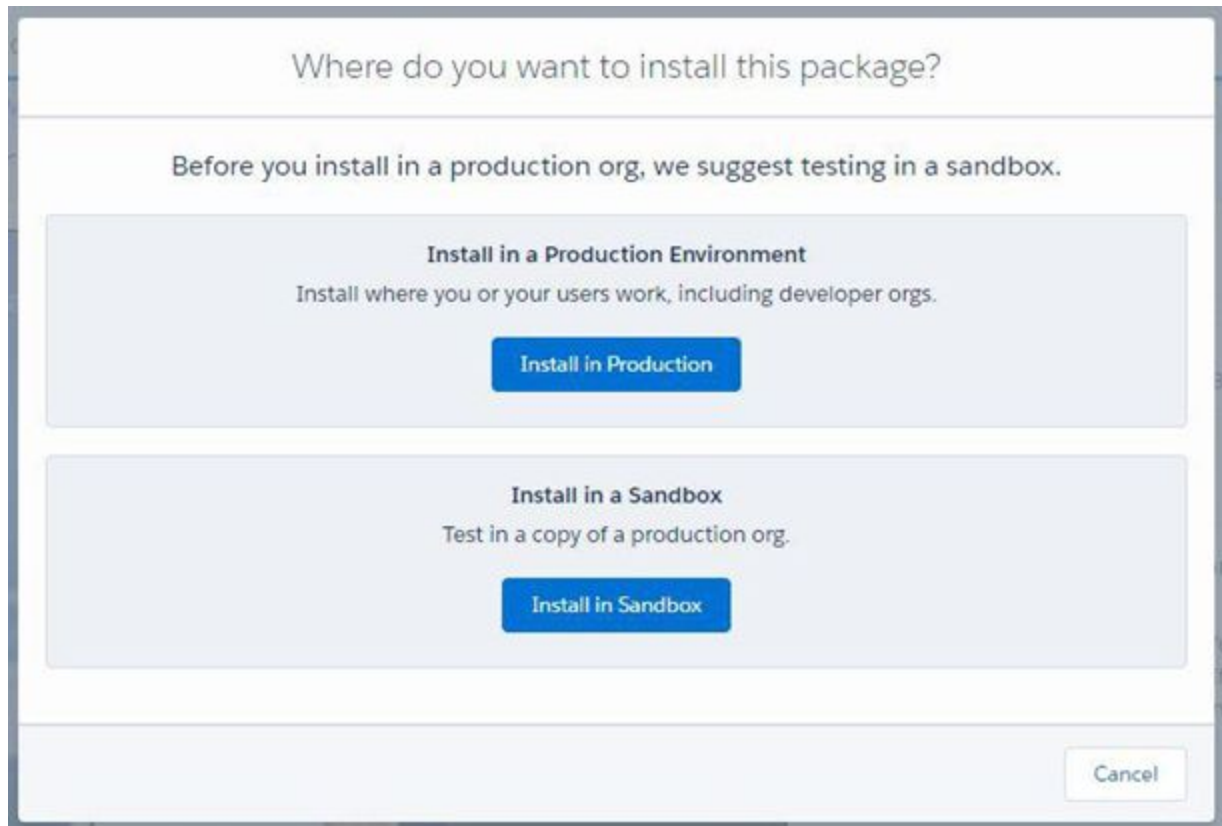 Where do you want to install this package?
Before you install in a production org, we suggest testing in a sandbox.
Install in a Production Environment
Install where you or your users work, including developer orgs.
Install in Production
Install in a Sandbox
Test in a copy of a production org.
Install in Sandbox
Cancel